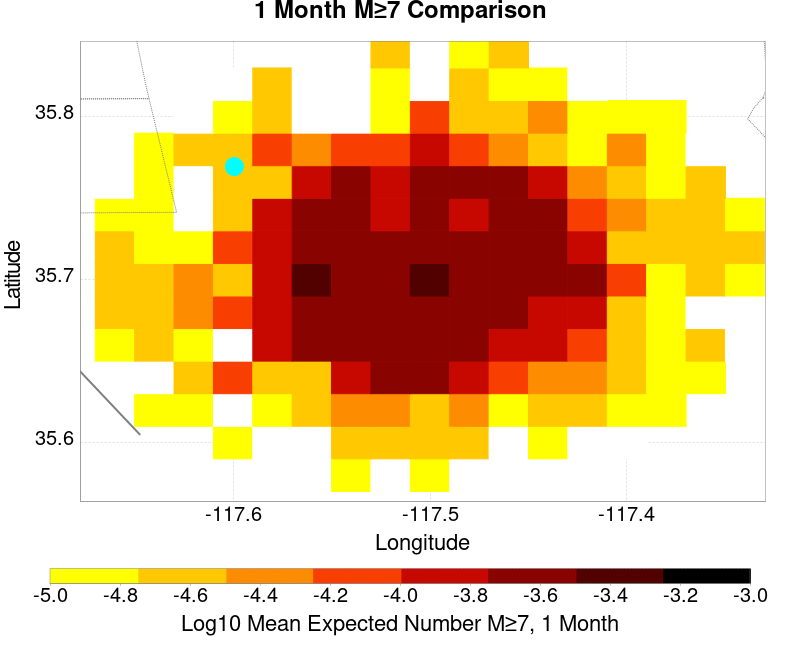 1 Month M≥7 Comparison
35.8
35.7
35.6
Latitude
-117.6 -117.5 -117.4
Longitude
-5.0 -4.8 -4.6 -4.4 -4.2 -4.0 -3.8 -3.6 -3.4 -3.2 -3.0
Log10 Mean Expected Number M≥7, 1 Month